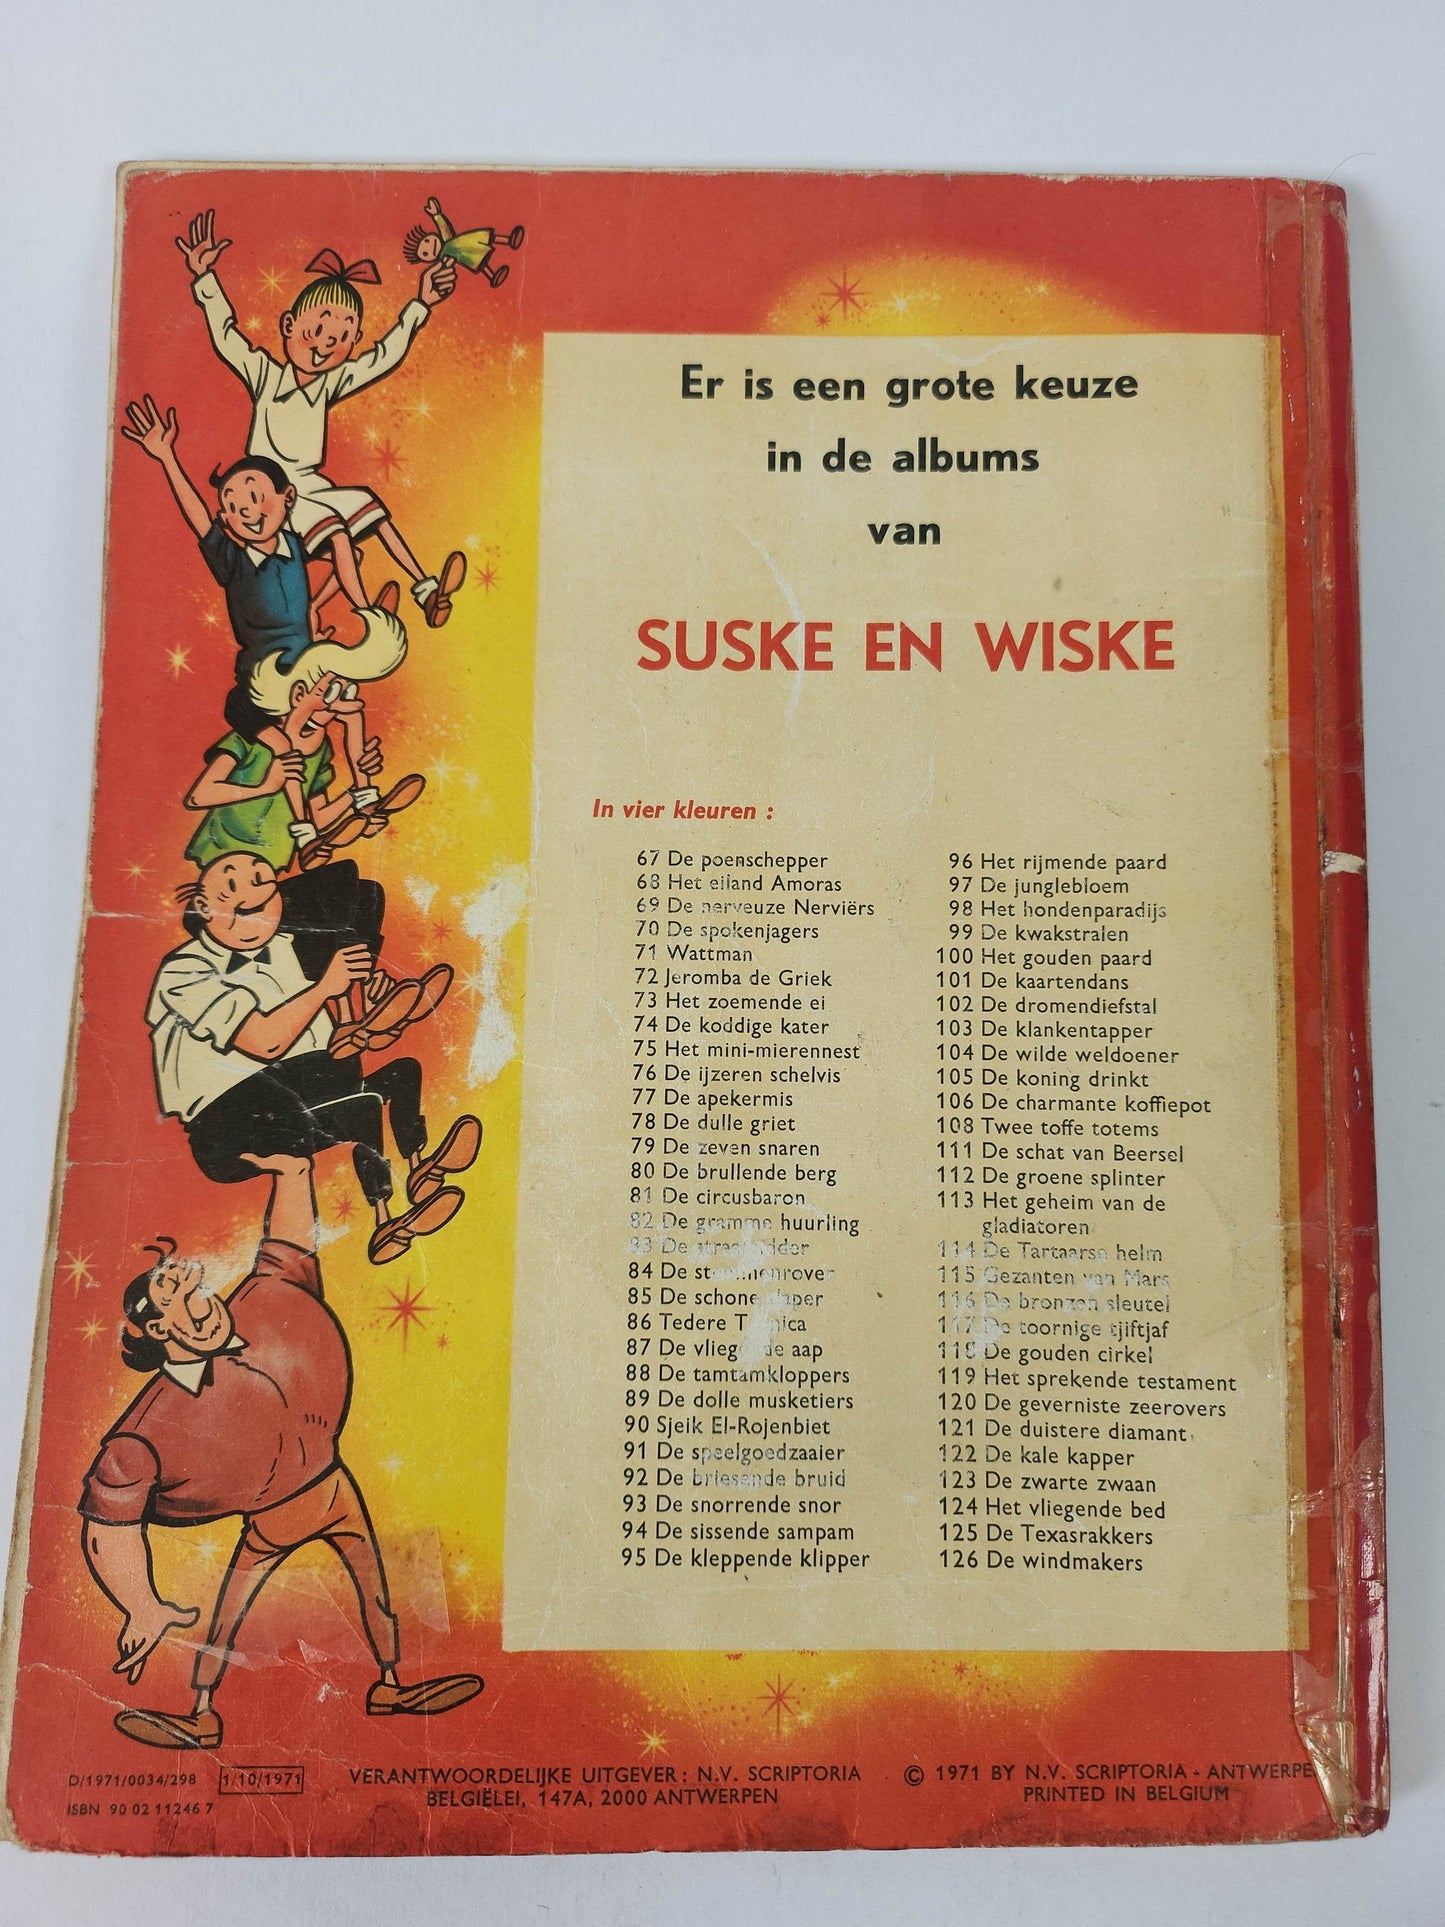 Er is een grote keuze
in de albums
van
SUSKE EN WISKE
In vier kleuren :
67 De poenschepper
68 Het eiland Amoras
69 De nerveuze Nerviërs
70 De spokenjagers
71 Wattman
72 Jeromba de Griek
73 Het zoemende ei
74 De koddige kater
75 Het mini-mierennest
76 De ijzeren schelvis
77 De apekermis
78 De dulle griet
79 De zeven snaren
80 De brullende berg
81 De circusbaron
82 De gramme huurling
83 De
84 De
85 De schone
86 Tedere
87 De aap
88 De tamtamkloppers
89 De dolle musketiers
90 Sjeik El-Rojenbiet
91 De speelgoedzaaier
92 De briesende bruid
93 De snorrende snor
94 De sissende sampam
95 De kleppende klipper
96 Het rijmende paard
97 De junglebloem
98 Het hondenparadijs
99 De kwakstralen
100 Het gouden paard
101 De kaartendans
102 De dromendiefstal
103 De klankentapper
104 De wilde weldoener
105 De koning drinkt
106 De charmante koffiepot
108 Twee toffe totems
111 De schat van Beersel
112 De groene splinter
113 Het geheim van de
gladiatoren
114 De Tartaarse helm
115 Gezanten van Mars
116 De bronzen sleutel
117 De toornige tjiftjaf
118 De gouden cirkel
119 Het sprekende testament
120 De geverniste zeerovers
121 De duistere diamant
122 De kale kapper
123 De zwarte zwaan
124 Het vliegende bed
125 De Texasrakkers
126 De windmakers
D/1971/0034/298 1/10/1971
ISBN 90 02 11246 7
VERANTWOORDELIJKE UITGEVER: N.V. SCRIPTORIA
BELGIËLEI, 147A, 2000 ANTWERPEN
© 1971 BY N.V. SCRIPTORIA - ANTWERPE
PRINTED IN BELGIUM